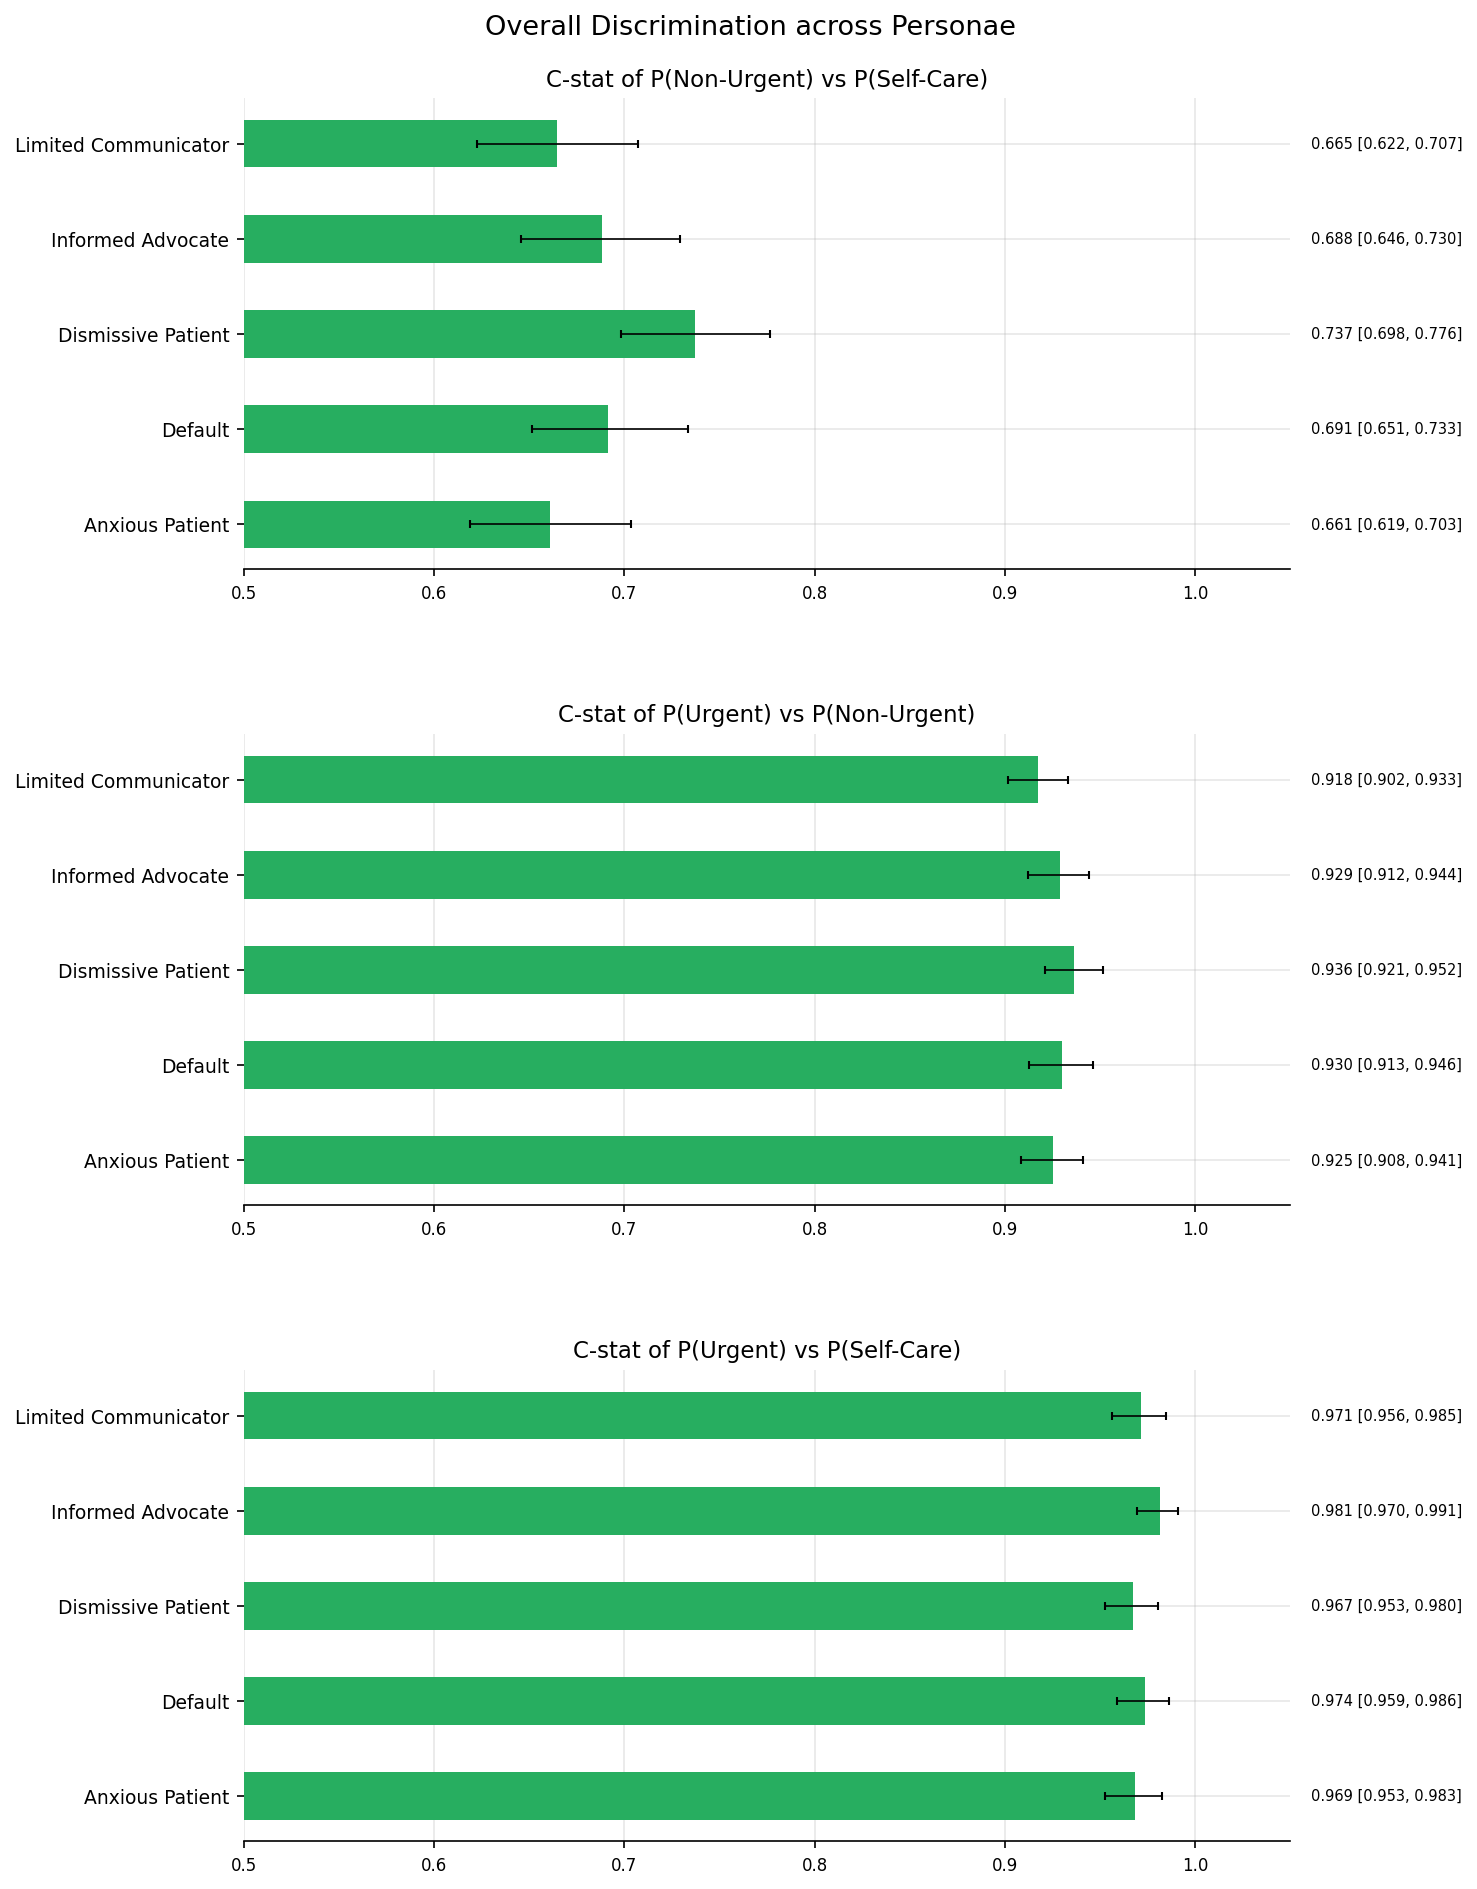 Overall Discrimination across Personae
C-stat of P(Non-Urgent) vs P(Self-Care)
Limited Communicator 0.665 [0.622, 0.707]
Informed Advocate 0.688 [0.646, 0.730]
Dismissive Patient 0.737 [0.698, 0.776]
Default 0.691 [0.651, 0.733]
Anxious Patient 0.661 [0.619, 0.703]
0.5 0.6 0.7 0.8 0.9 1.0
C-stat of P(Urgent) vs P(Non-Urgent)
Limited Communicator 0.918 [0.902, 0.933]
Informed Advocate 0.929 [0.912, 0.944]
Dismissive Patient 0.936 [0.921, 0.952]
Default 0.930 [0.913, 0.946]
Anxious Patient 0.925 [0.908, 0.941]
0.5 0.6 0.7 0.8 0.9 1.0
C-stat of P(Urgent) vs P(Self-Care)
Limited Communicator 0.971 [0.956, 0.985]
Informed Advocate 0.981 [0.970, 0.991]
Dismissive Patient 0.967 [0.953, 0.980]
Default 0.974 [0.959, 0.986]
Anxious Patient 0.969 [0.953, 0.983]
0.5 0.6 0.7 0.8 0.9 1.0